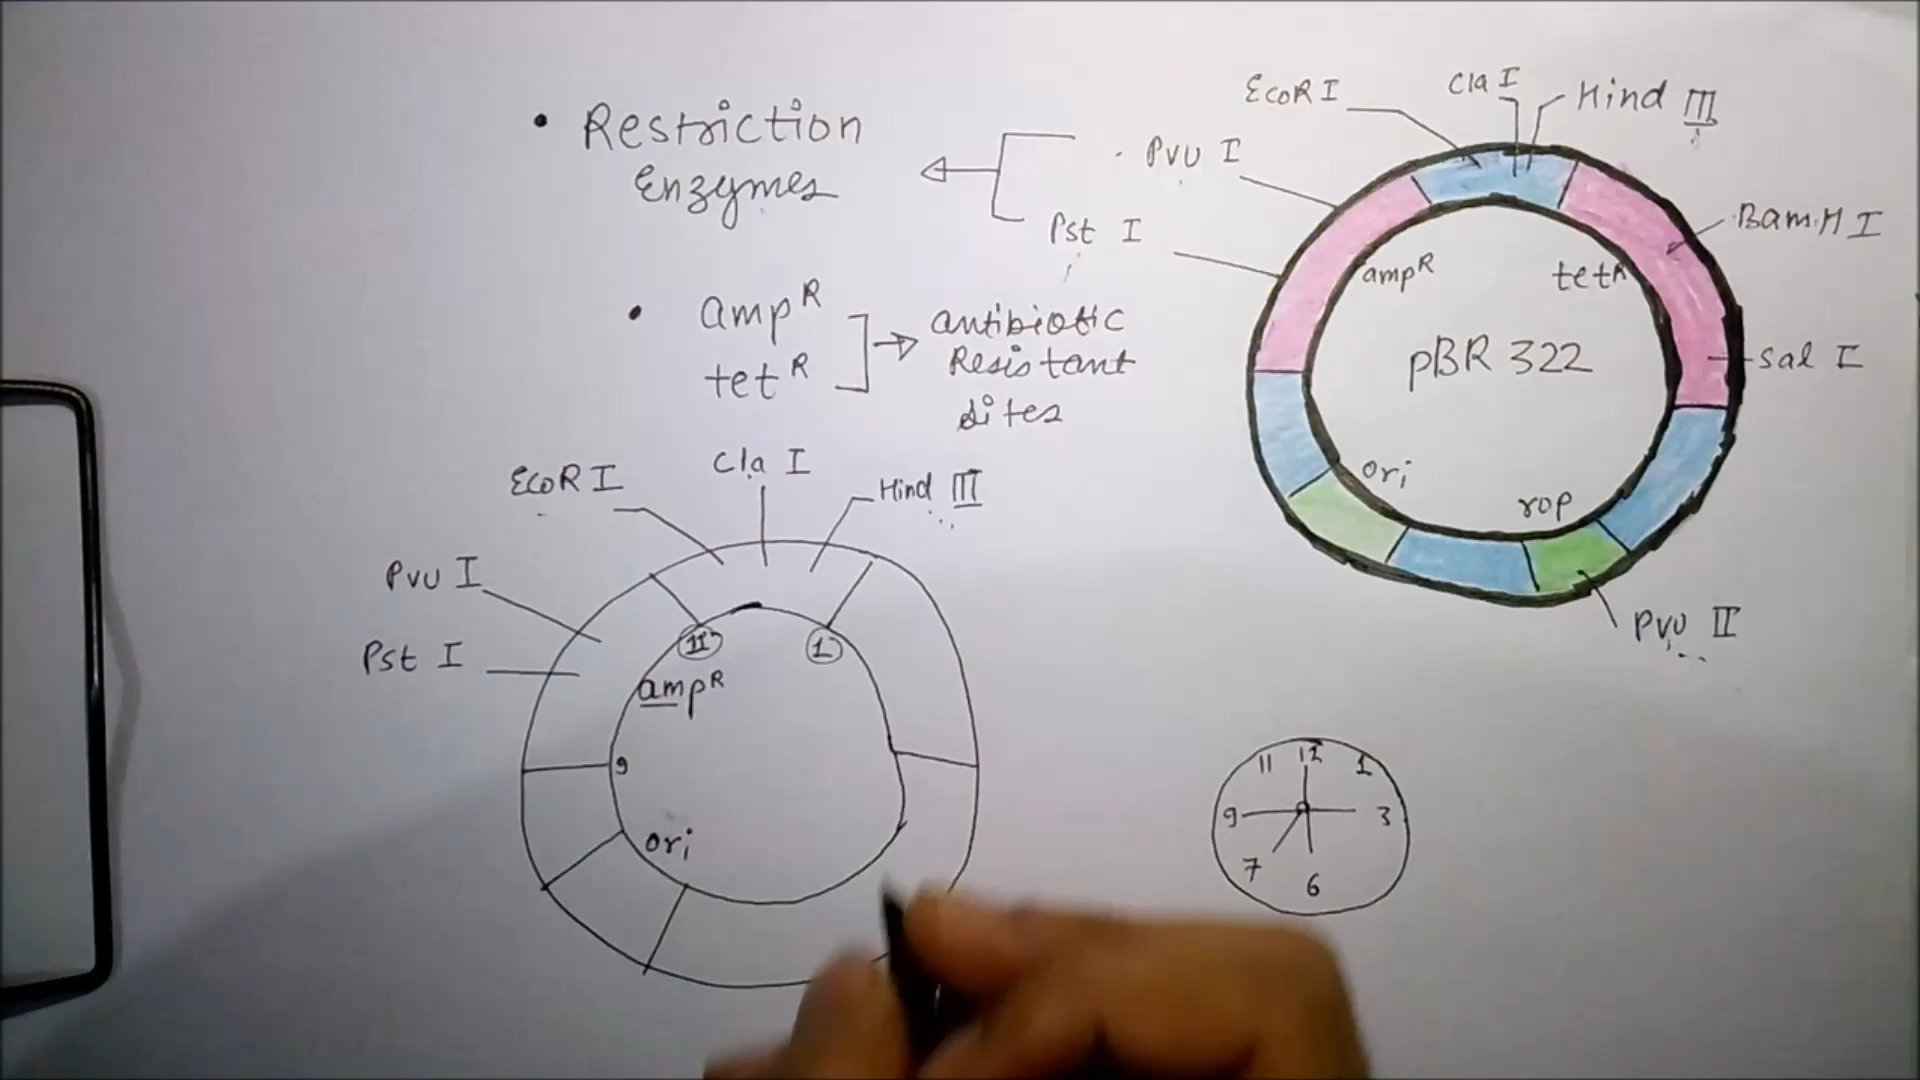 • Restriction
Enzymes
• amp^R
tet^R
antibiotic
Resistant
sites
EcoR I
Cla I
Hind III
Pvu I
Pst I
Bam.H I
amp^R
tet^R
pBR 322
Sal I
ori
rop
Pvu II
EcoR I
Cla I
Hind III
Pvu I
Pst I
11
1
amp^R
9
ori
11 12 1
9 3
7 6